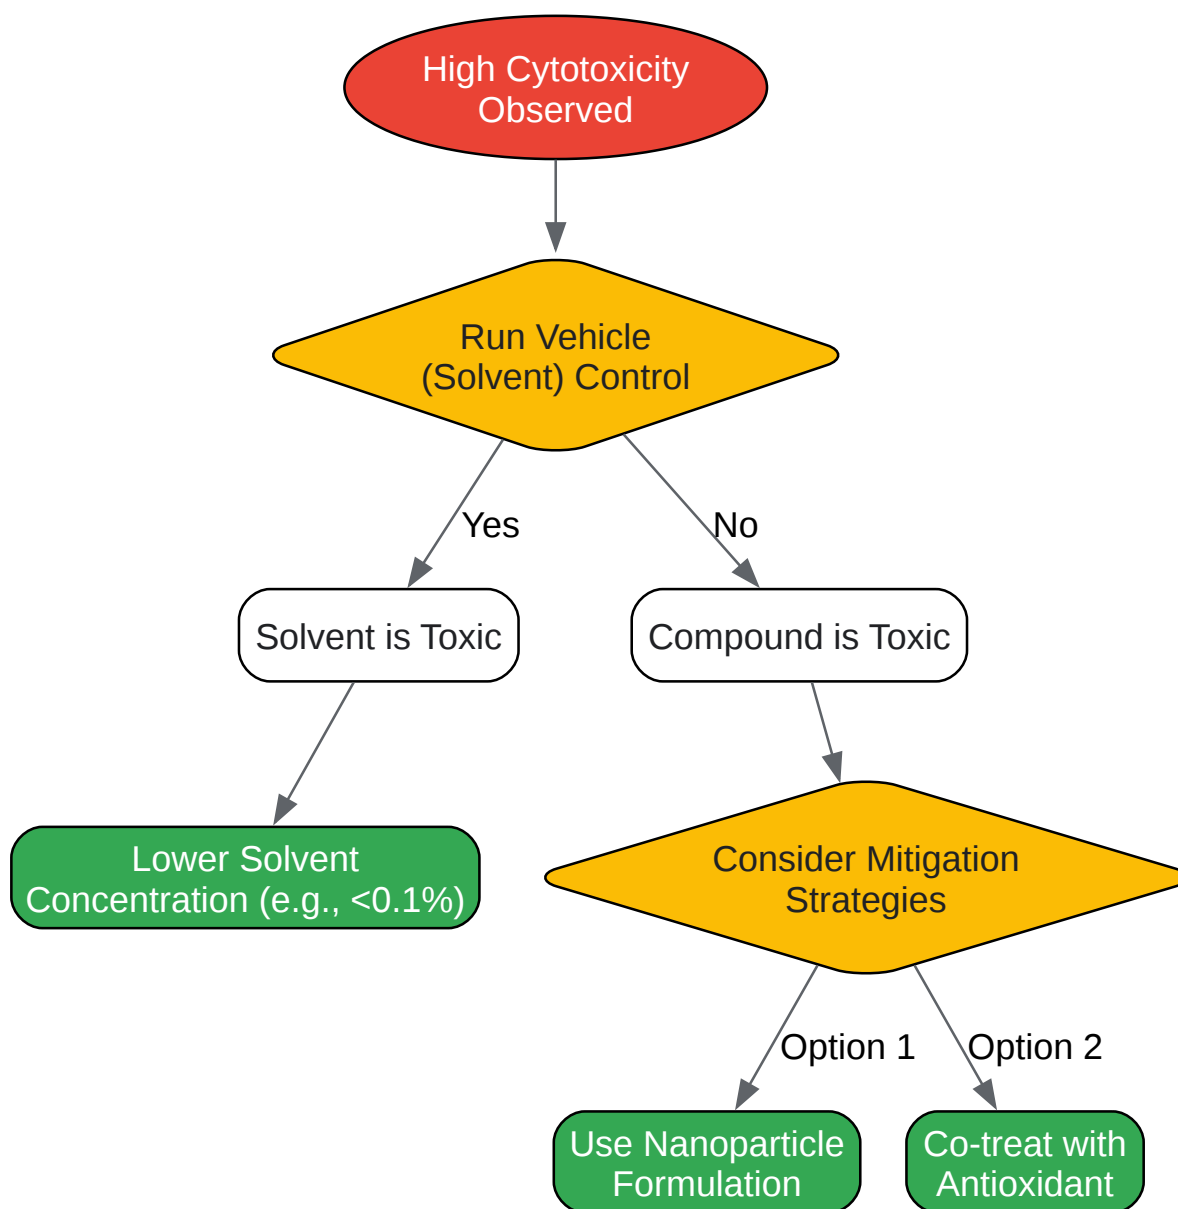 High Cytotoxicity
Observed
Run Vehicle
(Solvent) Control
Yes
No
Solvent is Toxic
Compound is Toxic
Lower Solvent
Concentration (e.g., <0.1%)
Consider Mitigation
Strategies
Option 1
Option 2
Use Nanoparticle
Formulation
Co-treat with
Antioxidant